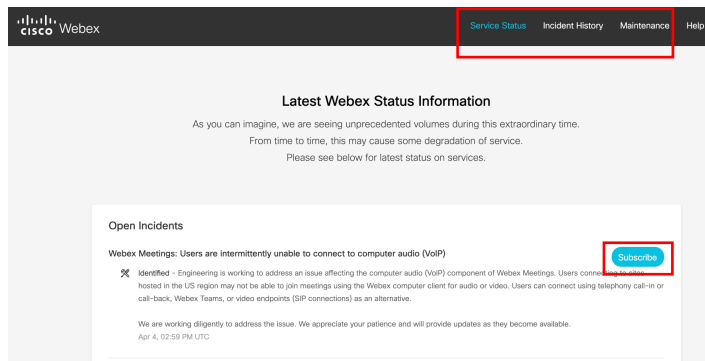 CISCO Webex
Service Status Incident History Maintenance Help
Latest Webex Status Information
As you can imagine, we are seeing unprecedented volumes during this extraordinary time.
From time to time, this may cause some degradation of service.
Please see below for latest status on services.
Open Incidents
Webex Meetings: Users are intermittently unable to connect to computer audio (VoIP)
Subscribe
Identified - Engineering is working to address an issue affecting the computer audio (VoIP) component of Webex Meetings. Users connecting to sites
hosted in the US region may not be able to join meetings using the Webex computer client for audio or video. Users can connect using telephony call-in or
call-back, Webex Teams, or video endpoints (SIP connections) as an alternative.
We are working diligently to address the issue. We appreciate your patience and will provide updates as they become available.
Apr 4, 02:59 PM UTC